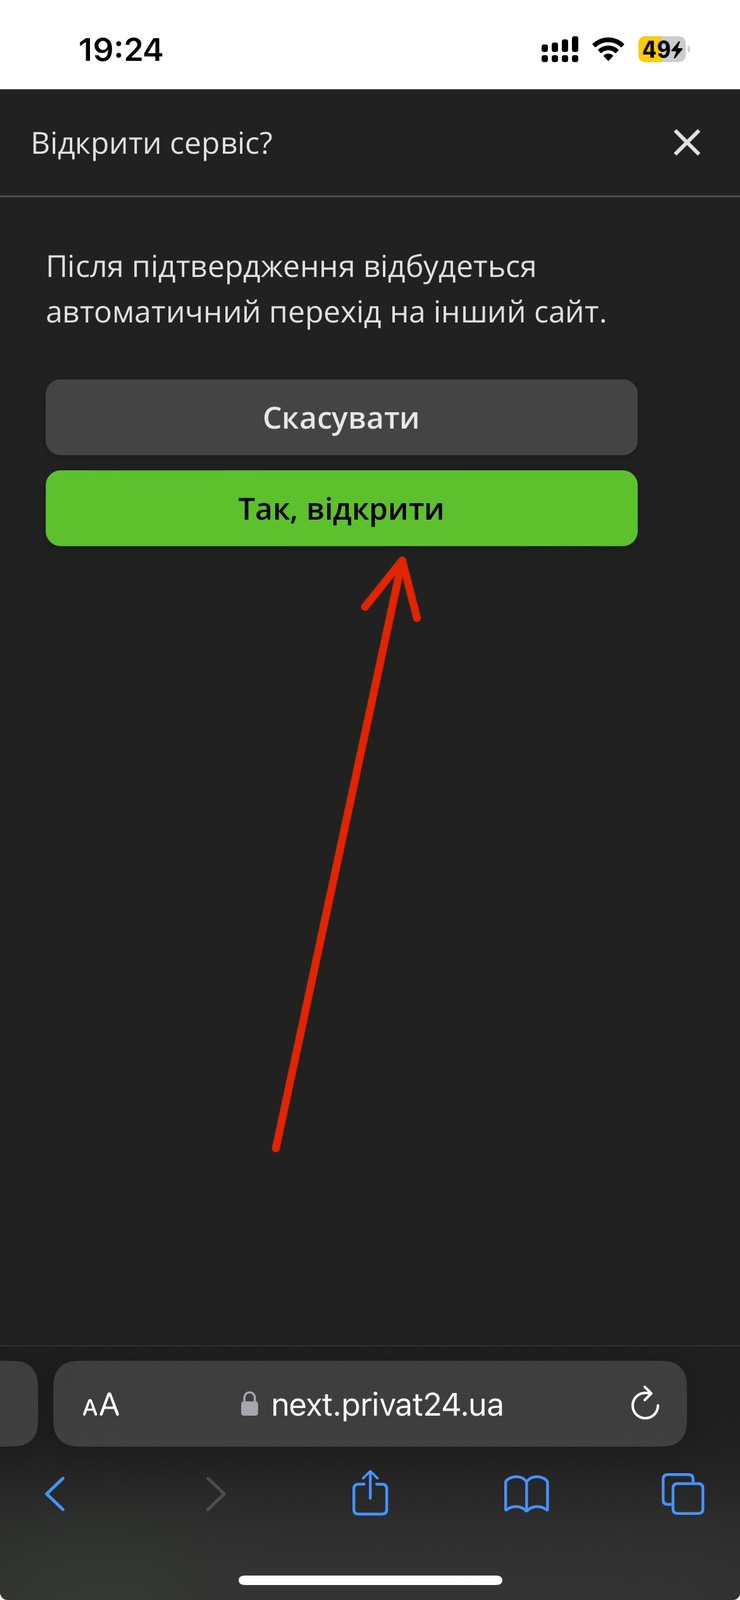 19:24
49
Відкрити сервіс?
Після підтвердження відбудеться
автоматичний перехід на інший сайт.
Скасувати
Так, відкрити
AA next.privat24.ua